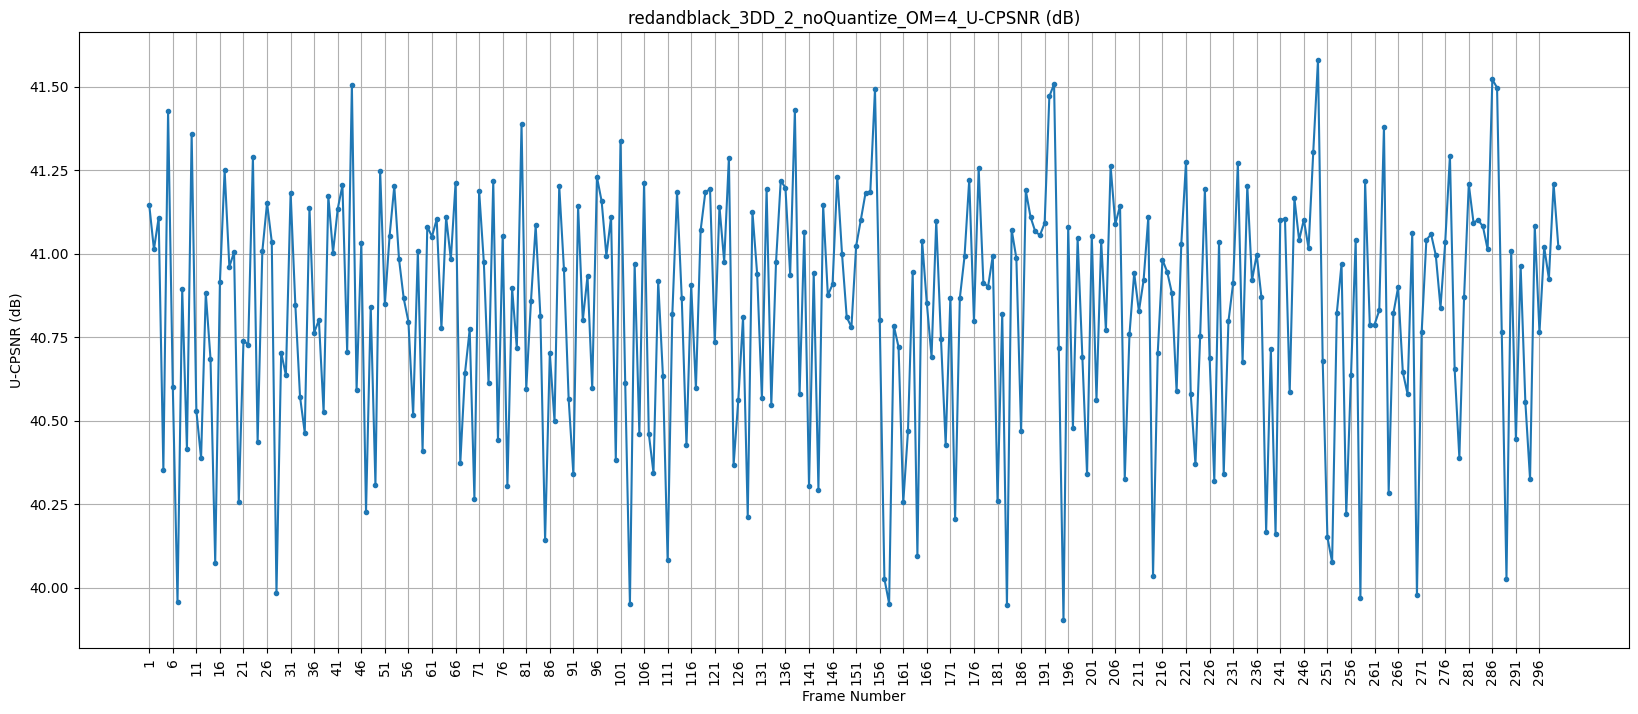 redandblack_3DD_2_noQuantize_OM=4_U-CPSNR (dB)
U-CPSNR (dB)
41.50
41.25
41.00
40.75
40.50
40.25
40.00
1 6 11 16 21 26 31 36 41 46 51 56 61 66 71 76 81 86 91 96 101 106 111 116 121 126 131 136 141 146 151 156 161 166 171 176 181 186 191 196 201 206 211 216 221 226 231 236 241 246 251 256 261 266 271 276 281 286 291 296
Frame Number